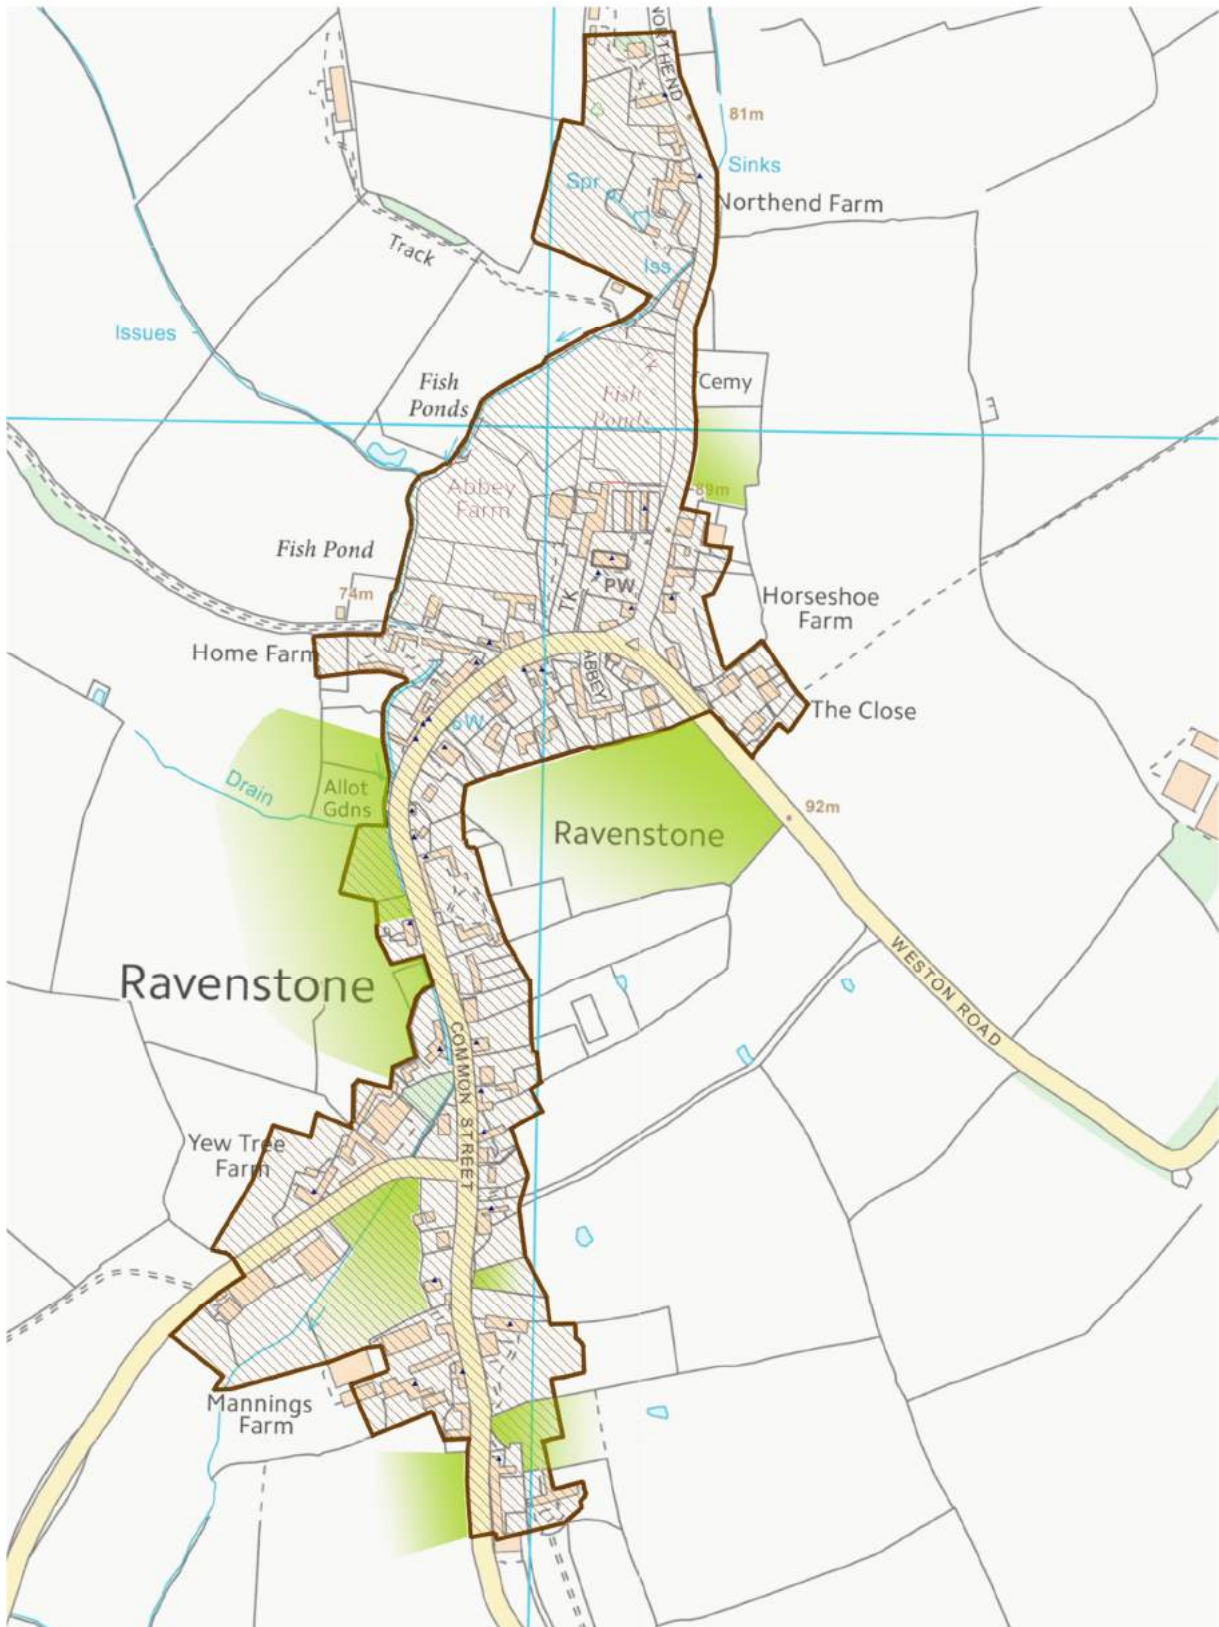 NORTHEND
81m
Sinks
Spr
Northend Farm
Track
Iss
Issues
Fish
Ponds
Cemy
Fish
Ponds
Abbey
Farm
89m
Fish Pond
PW
TK
74m
Horseshoe
Farm
Home Farm
ABBEY
The Close
W
Drain
Allot
Gdns
92m
Ravenstone
WESTON ROAD
Ravenstone
COMMON STREET
Yew Tree
Farm
Mannings
Farm